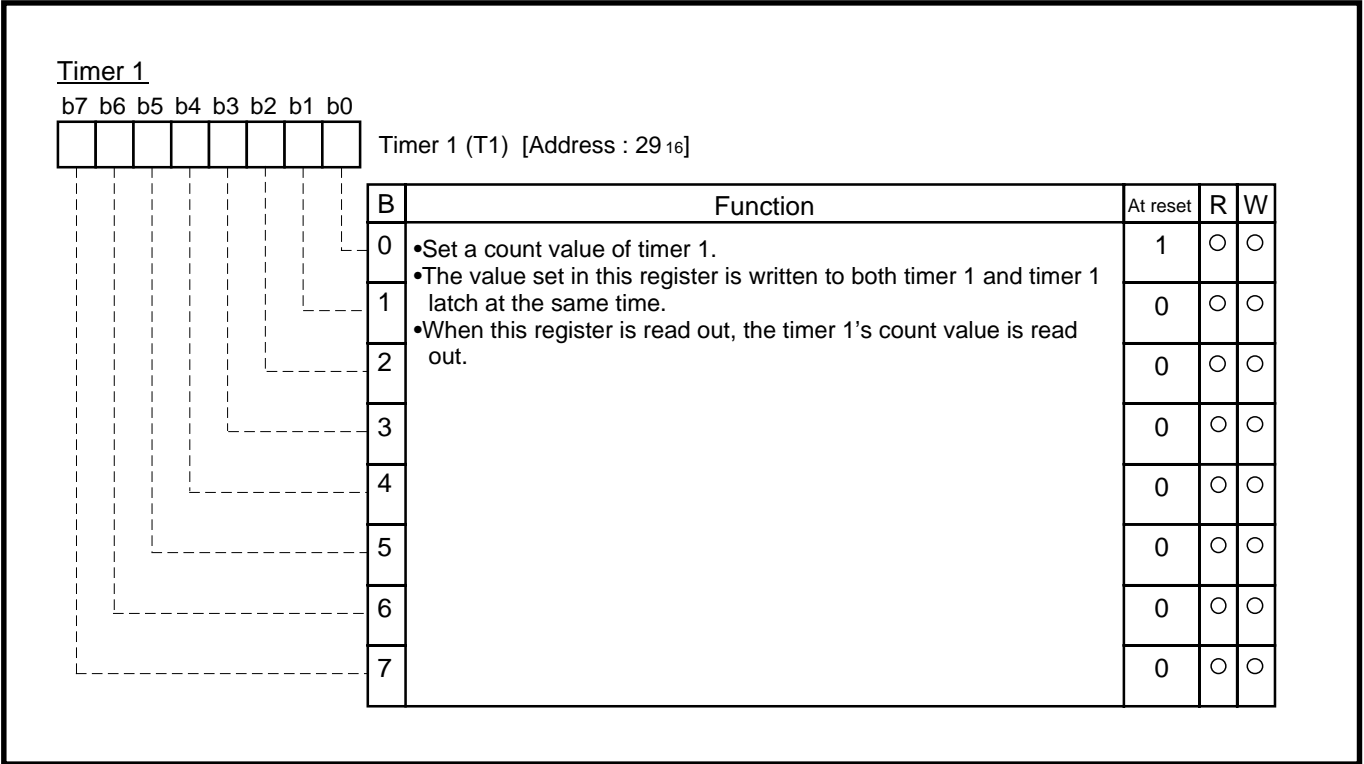 Timer 1
b7 b6 b5 b4 b3 b2 b1 b0
Timer 1 (T1) [Address : 29 16]
B Function At reset R W
0 •Set a count value of timer 1. 1 ○ ○
•The value set in this register is written to both timer 1 and timer 1
1 latch at the same time. 0 ○ ○
•When this register is read out, the timer 1’s count value is read
2 out. 0 ○ ○
3 0 ○ ○
4 0 ○ ○
5 0 ○ ○
6 0 ○ ○
7 0 ○ ○